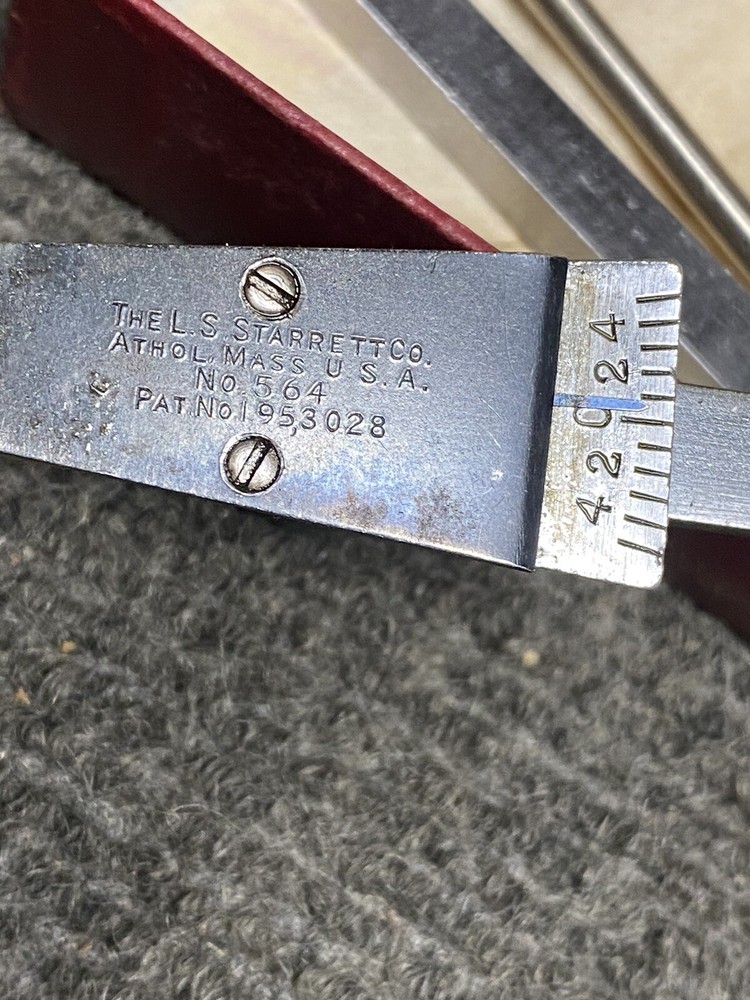 THE L. S. STARRETT CO.
ATHOL, MASS U. S. A.
NO. 564
PAT. NO 1953028
4 2 0 2 4